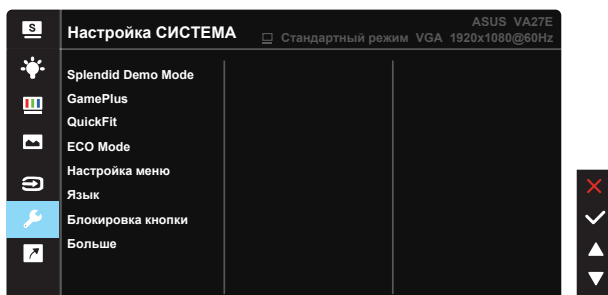 S
Настройка СИСТЕМА
ASUS VA27E
Стандартный режим VGA 1920x1080@60Hz
Splendid Demo Mode
GamePlus
QuickFit
ECO Mode
Настройка меню
Язык
Блокировка кнопки
Больше